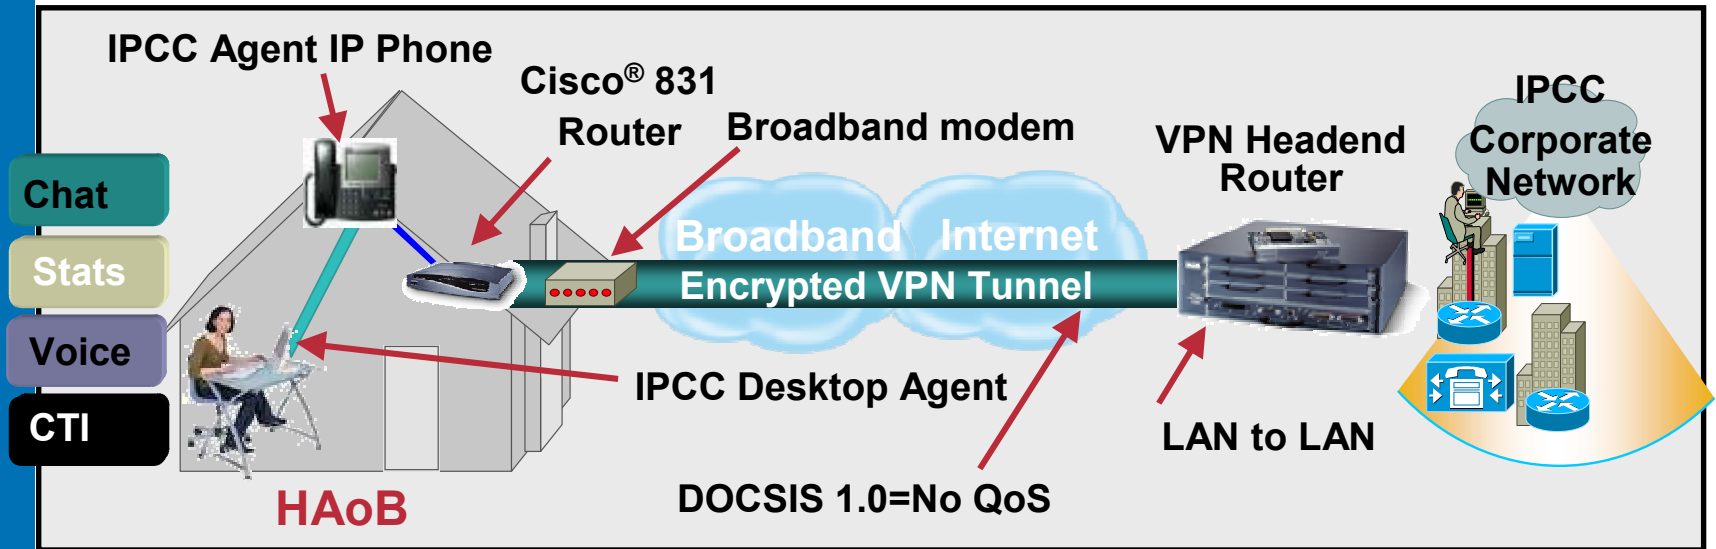 IPCC Agent IP Phone
Cisco® 831
Router
Broadband modem
VPN Headend
Router
IPCC
Corporate
Network
Chat
Stats
Voice
CTI
Broadband
Internet
Encrypted VPN Tunnel
IPCC Desktop Agent
LAN to LAN
DOCSIS 1.0=No QoS
HAoB